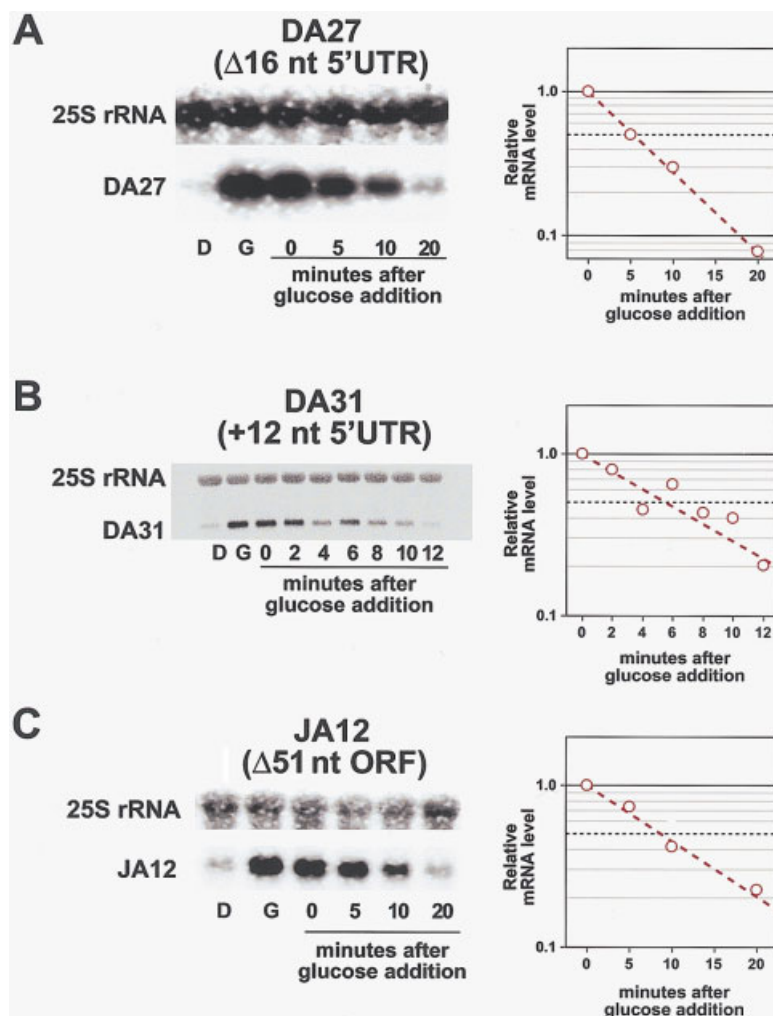 A
DA27
(Δ16 nt 5'UTR)
25S rRNA
DA27
D G 0 5 10 20
minutes after
glucose addition
Relative
mRNA level
1.0
0.1
0 5 10 15 20
minutes after
glucose addition
B
DA31
(+12 nt 5'UTR)
25S rRNA
DA31
D G 0 2 4 6 8 10 12
minutes after
glucose addition
Relative
mRNA level
1.0
0.1
0 2 4 6 8 10 12
minutes after
glucose addition
C
JA12
(Δ51 nt ORF)
25S rRNA
JA12
D G 0 5 10 20
minutes after
glucose addition
Relative
mRNA level
1.0
0.1
0 5 10 15 20
minutes after
glucose addition